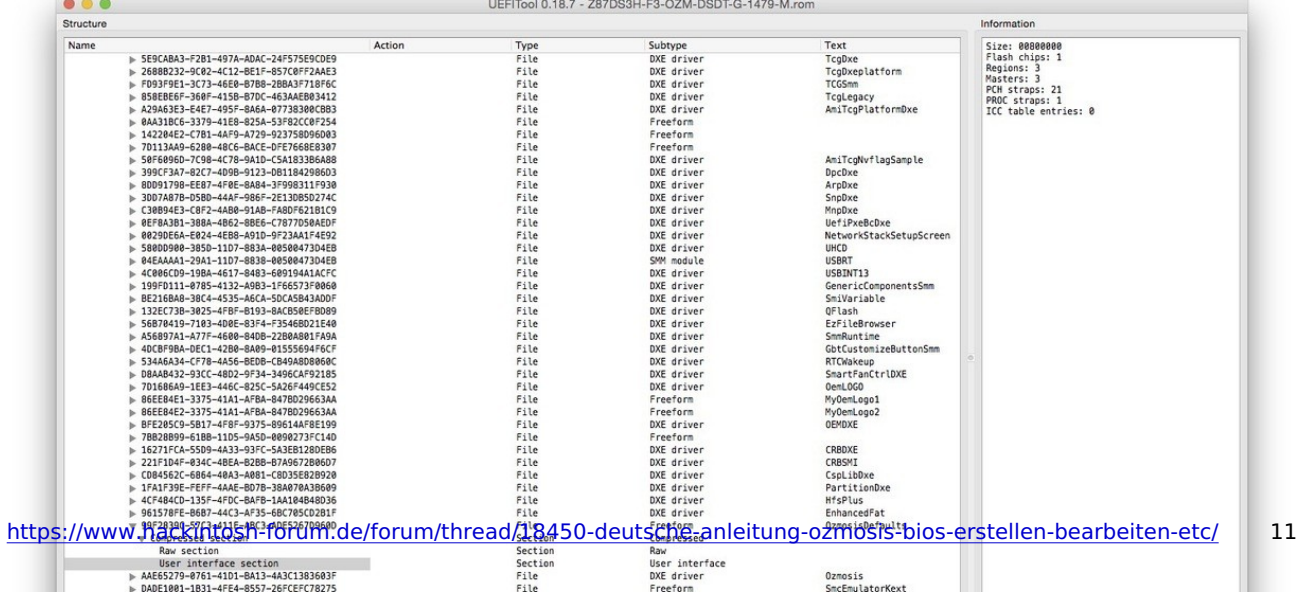 UEFITool 0.18.7 - Z87DS3H-F3-OZM-DSDT-G-1479-M.rom
Structure
Information
Name Action Type Subtype Text
Size: 00800000
Flash chips: 1
Regions: 3
Masters: 3
PCH straps: 21
PROC straps: 1
ICC table entries: 0
5E9CABA3-F2B1-497A-ADAC-24F575E9CDE9 File DXE driver TcgDxe
2688B232-9C02-4C12-BE1F-857C0FF2AAE3 File DXE driver TcgDxeplatform
FD93F9E1-3C73-46E0-B7B8-2BBA3F718F6C File DXE driver TCGSmm
858EBE6F-360F-415B-B7DC-463AAEB03412 File DXE driver TcgLegacy
A29A63E3-E4E7-495F-8A6A-07738300CBB3 File DXE driver AmiTcgPlatformDxe
0AA31BC6-3379-41E8-825A-53F82CC0F254 File Freeform
142204E2-C7B1-4AF9-A729-923758D96D03 File Freeform
7D113AA9-6280-48C6-BACE-DFE7668E8307 File Freeform
50F6096D-7C98-4C78-9A1D-C5A1833B6A88 File DXE driver AmiTcgNvflagSample
399CF3A7-82C7-4D9B-9123-DB11842986D3 File DXE driver DpcDxe
8DD91798-EE87-4F0E-8A84-3F998311F930 File DXE driver ArpDxe
3DD7A87B-D5BD-44AF-986F-2E13DB5D274C File DXE driver SnpDxe
C30B94E3-C8F2-4AB0-91AB-FA8DF621B1C9 File DXE driver MnpDxe
0EF8A3B1-388A-4B62-8BE6-C7877D50AEDF File DXE driver UefiPxeBcDxe
0029DE6A-E024-4EB8-A91D-9F23AA1F4E92 File DXE driver NetworkStackSetupScreen
580DD900-385D-11D7-883A-00500473D4EB File DXE driver UHCD
04EAAAA1-29A1-11D7-8838-00500473D4EB File SMM module USBRT
4C006CD9-19BA-4617-8483-609194A1ACFC File DXE driver USBINT13
199FD111-0785-4132-A9B3-1F66573F0060 File DXE driver GenericComponentsSmm
BE216BA8-38C4-4535-A6CA-5DCA5B43ADDF File DXE driver SmiVariable
132EC73B-3025-4FBF-B193-8ACB50EFBD89 File DXE driver QFlash
56B70419-7103-4D0E-83F4-F3546BD21E40 File DXE driver EzFileBrowser
A56897A1-A77F-4600-84DB-22B0A801FA9A File DXE driver SmmRuntime
4DCBF9BA-DEC1-42B0-8A09-01555694F6CF File DXE driver GbtCustomizeButtonSmm
534A6A34-CF78-4A56-BEDB-CB49A8D8060C File DXE driver RTCWakeup
DBAAB432-93CC-48D2-9F34-3496CAF92185 File DXE driver SmartFanCtrlDXE
7D1686A9-1EE3-446C-825C-5A26F449CE52 File DXE driver OemLOGO
86EE84E1-3375-41A1-AFBA-847BD29663AA File Freeform MyOemLogo1
86EE84E2-3375-41A1-AFBA-847BD29663AA File Freeform MyOemLogo2
BFE205C9-5B17-4F8F-9375-89614AF8E199 File DXE driver OEMDXE
7BB28B99-61BB-11D5-9A5D-0090273FC14D File Freeform
16271FCA-55D9-4A33-93FC-5A3EB128DEB6 File DXE driver CRBDXE
221F1D4F-034C-4BEA-B2BB-B7A9672B06D7 File DXE driver CRBSMI
CD84562C-6864-40A3-A081-C8D35E82B920 File DXE driver CspLibDxe
1FA1F39E-FEFF-4AAE-BD7B-38A070A3B609 File DXE driver PartitionDxe
4CF484CD-135F-4FDC-BAFB-1AA104B48D36 File DXE driver HfsPlus
961578FE-B6B7-44C3-AF35-6BC705CD2B1F File DXE driver EnhancedFat
99F28390-57C3-411E-ABC3-ADE5267D960D File Freeform OzmosisDefaults
https://www.hackintosh-forum.de/forum/thread/18450-deutsche-anleitung-ozmosis-bios-erstellen-bearbeiten-etc/ 11
Compressed section Section Compressed
Raw section Section Raw
User interface section Section User interface
AAE65279-0761-41D1-BA13-4A3C1383603F File DXE driver Ozmosis
DADE1001-1B31-4FE4-8557-26FCEFC78275 File Freeform SmcEmulatorKext